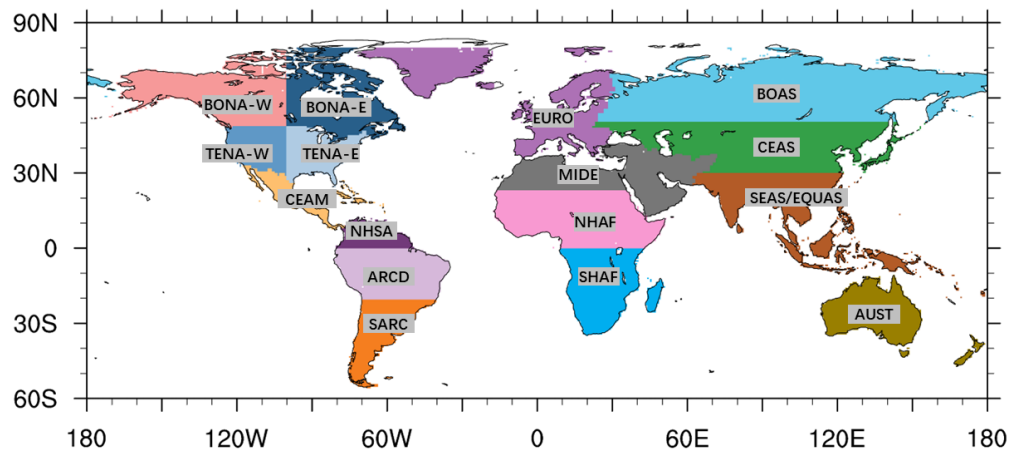 90N
60N
30N
0
30S
60S
BONA-W
BONA-E
BOAS
EURO
TENA-W
TENA-E
CEAS
MIDE
CEAM
SEAS/EQUAS
NHSA
NHAF
ARCD
SHAF
SARC
AUST
180 120W 60W 0 60E 120E 180